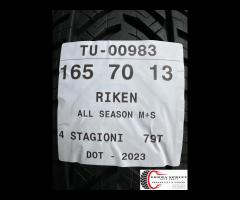 TU-00983
165 70 13
RIKEN
ALL SEASON M+S
4 STAGIONI 79T
DOT - 2023